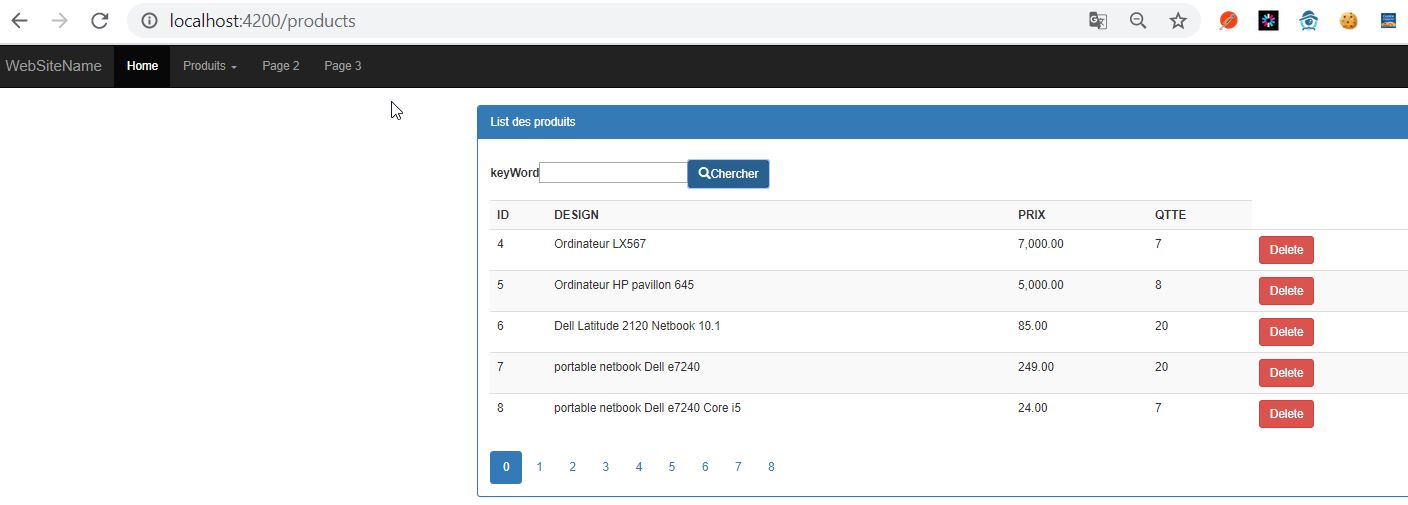 localhost:4200/products
WebSiteName Home Produits Page 2 Page 3
List des produits
keyWord Chercher
ID DESIGN PRIX QTTE
4 Ordinateur LX567 7,000.00 7 Delete
5 Ordinateur HP pavillon 645 5,000.00 8 Delete
6 Dell Latitude 2120 Netbook 10.1 85.00 20 Delete
7 portable netbook Dell e7240 249.00 20 Delete
8 portable netbook Dell e7240 Core i5 24.00 7 Delete
0 1 2 3 4 5 6 7 8